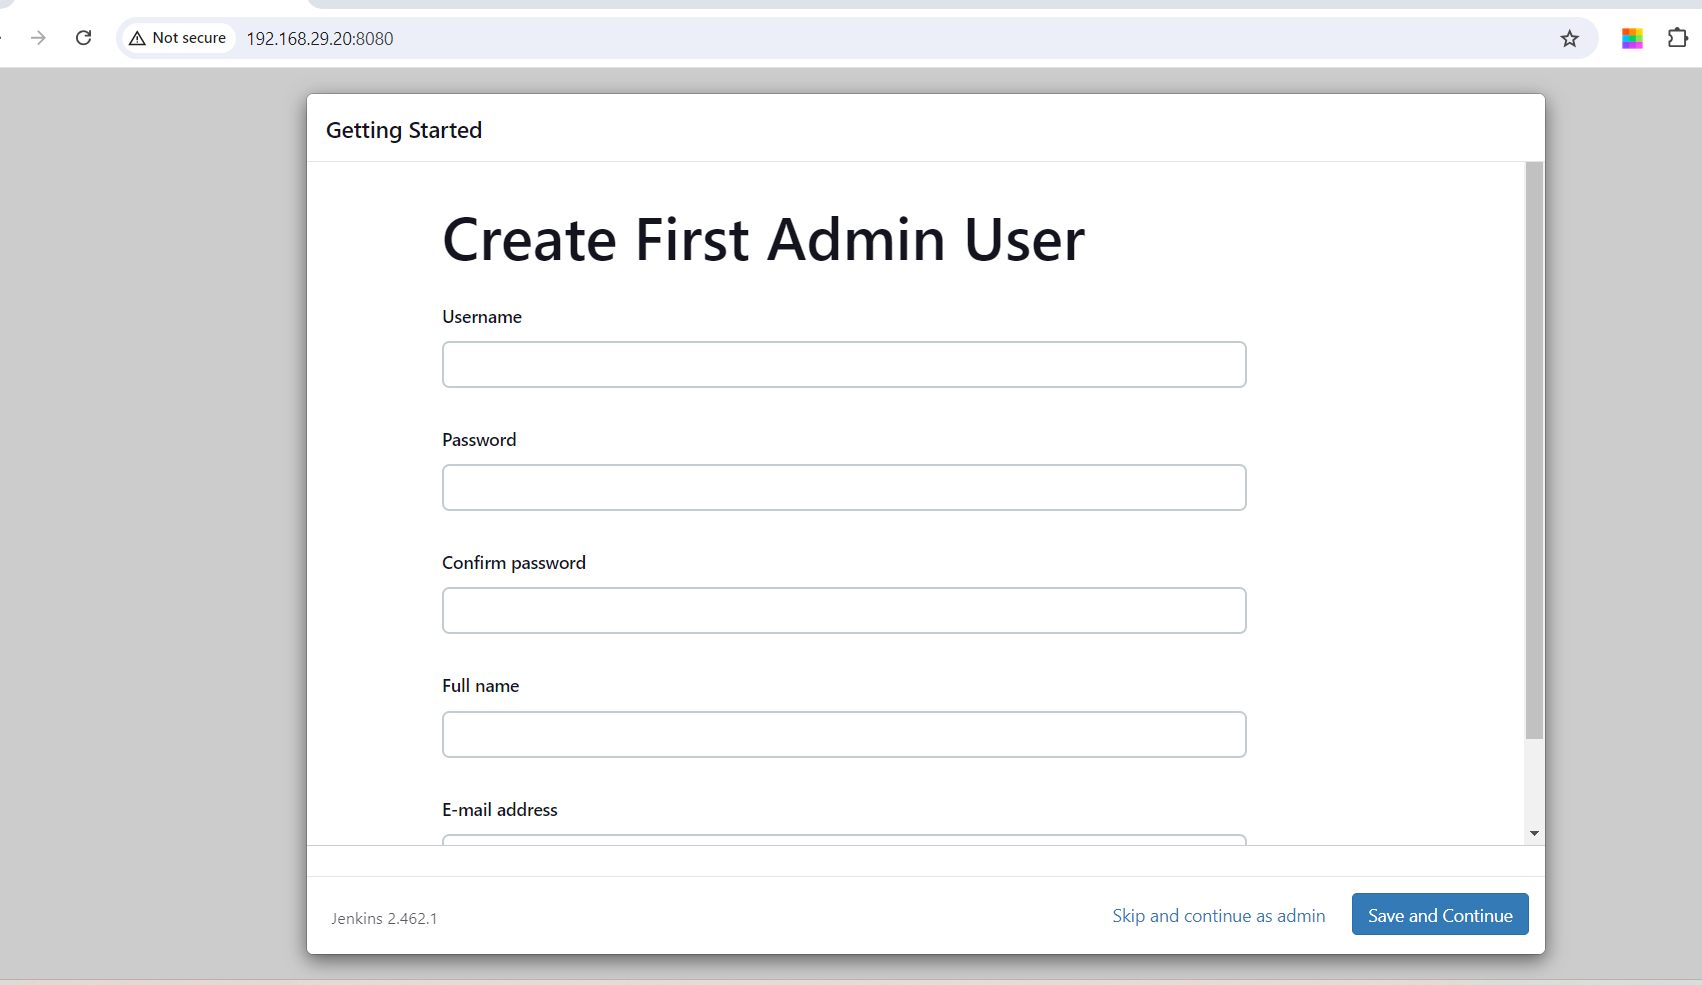 Not secure 192.168.29.20:8080
Getting Started
Create First Admin User
Username
Password
Confirm password
Full name
E-mail address
Jenkins 2.462.1
Skip and continue as admin
Save and Continue